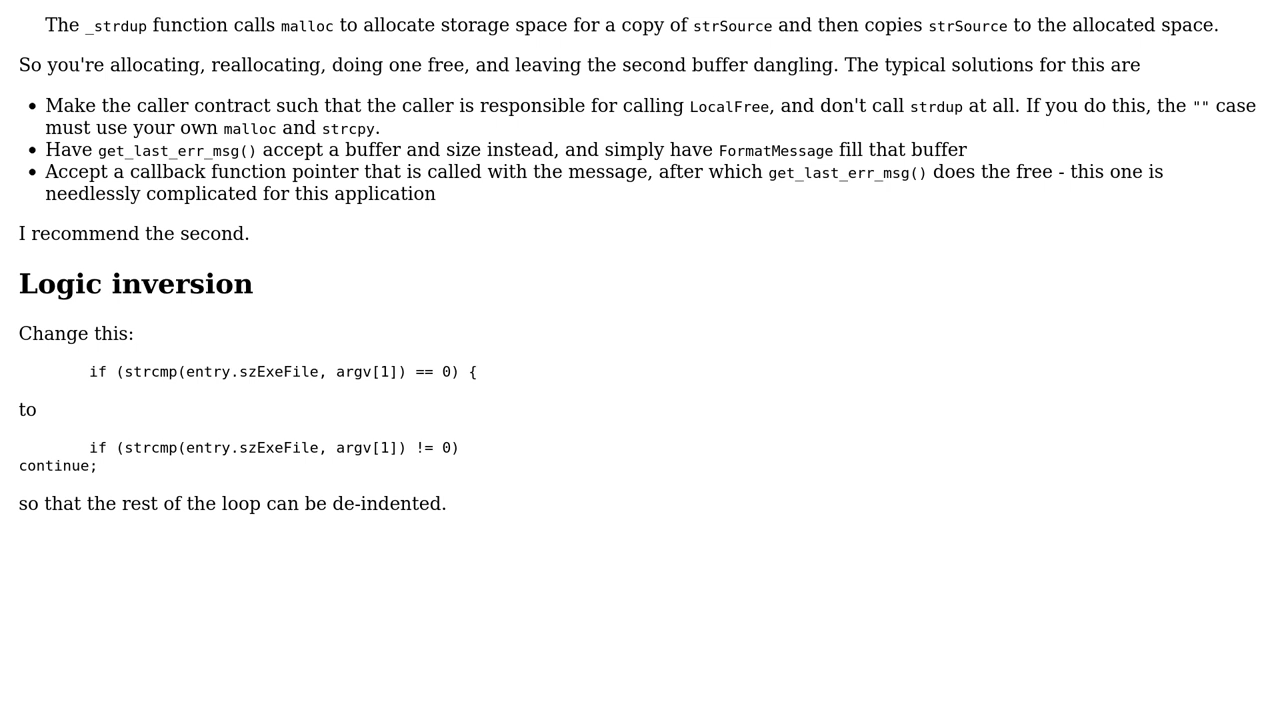 The _strdup function calls malloc to allocate storage space for a copy of strSource and then copies strSource to the allocated space.
So you're allocating, reallocating, doing one free, and leaving the second buffer dangling. The typical solutions for this are
• Make the caller contract such that the caller is responsible for calling LocalFree, and don't call strdup at all. If you do this, the "" case
must use your own malloc and strcpy.
• Have get_last_err_msg() accept a buffer and size instead, and simply have FormatMessage fill that buffer
• Accept a callback function pointer that is called with the message, after which get_last_err_msg() does the free - this one is
needlessly complicated for this application
I recommend the second.
Logic inversion
Change this:
        if (strcmp(entry.szExeFile, argv[1]) == 0) {
to
        if (strcmp(entry.szExeFile, argv[1]) != 0)
continue;
so that the rest of the loop can be de-indented.